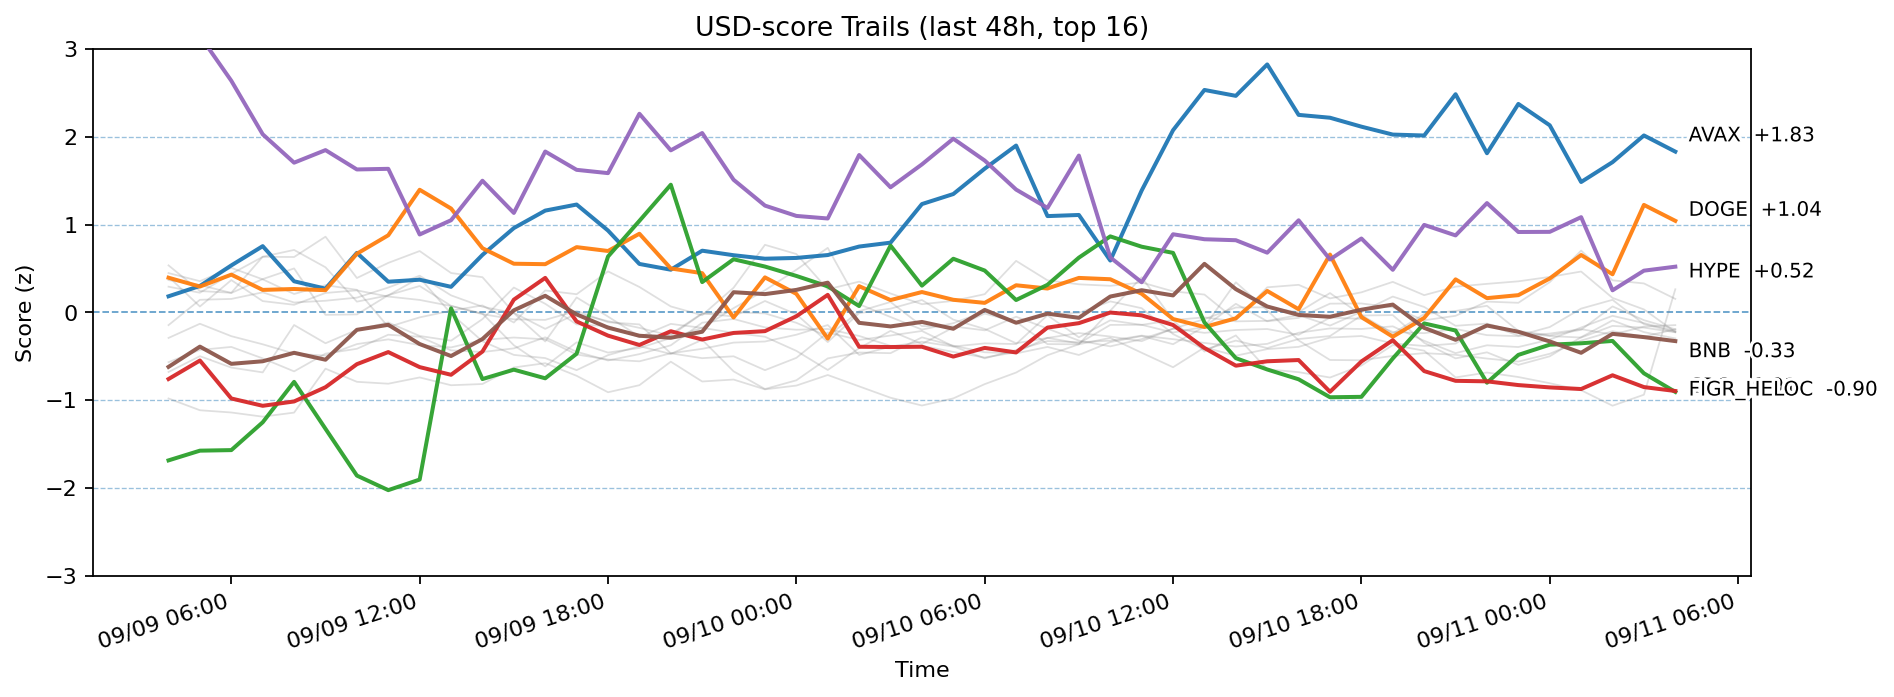 USD-score Trails (last 48h, top 16)
Score (z)
3
2
1
0
−1
−2
−3
AVAX +1.83
DOGE +1.04
HYPE +0.52
BNB -0.33
FIGR_HELOC -0.90
09/09 06:00
09/09 12:00
09/09 18:00
09/10 00:00
09/10 06:00
09/10 12:00
09/10 18:00
09/11 00:00
09/11 06:00
Time